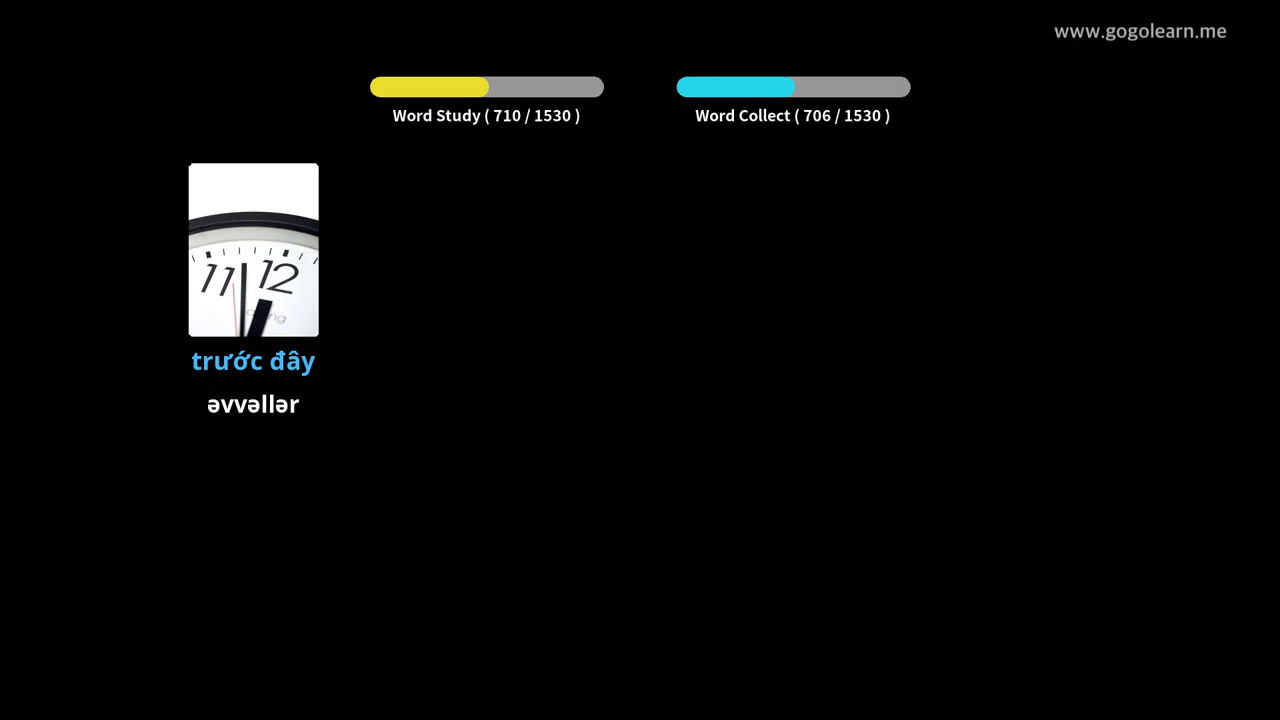 www.gogolearn.me
Word Study ( 710 / 1530 )
Word Collect ( 706 / 1530 )
11 12
trước đây
əvvəllər